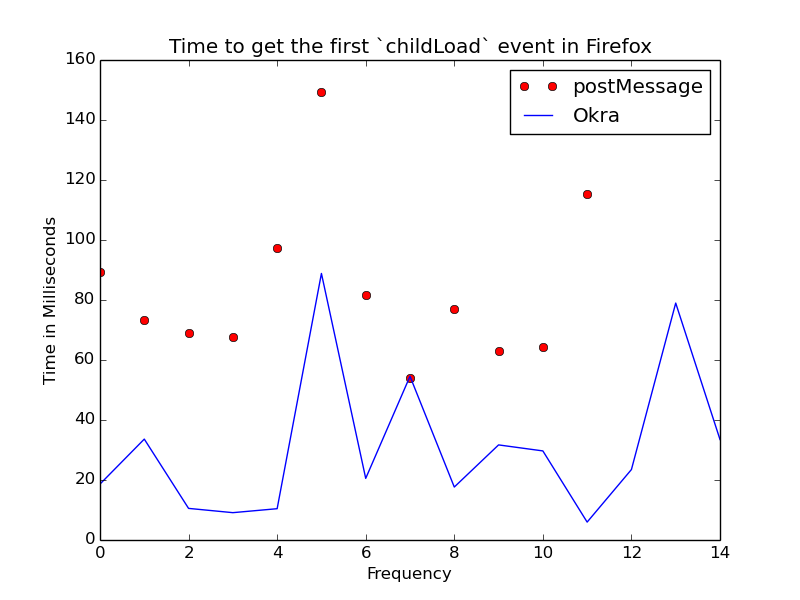 Time to get the first `childLoad` event in Firefox
postMessage
Okra
160
140
120
100
80
60
40
20
0
Time in Milliseconds
0 2 4 6 8 10 12 14
Frequency